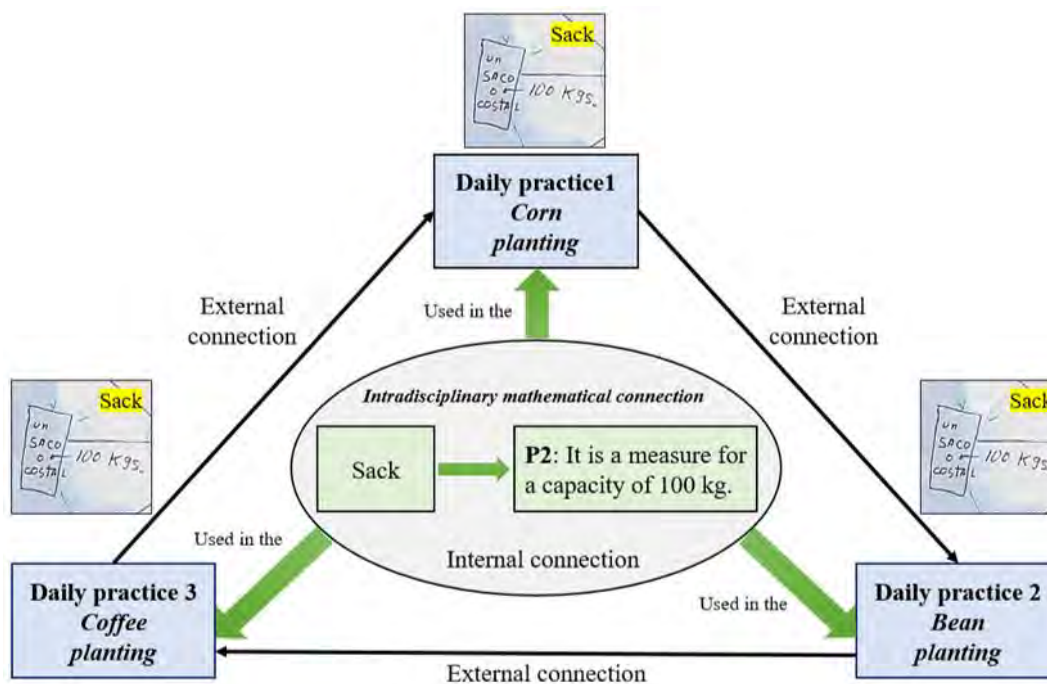 Sack
un
SACO
o
COSTAL
100 Kgs.
Daily practice1
Corn
planting
External
connection
Used in the
External
connection
Sack
un
SACO
o
COSTAL
100 Kgs.
Intradisciplinary mathematical connection
Sack
P2: It is a measure for
a capacity of 100 kg.
Internal connection
Sack
un
SACO
o
COSTAL
100 Kgs.
Used in the
Used in the
Daily practice 3
Coffee
planting
Daily practice 2
Bean
planting
External connection